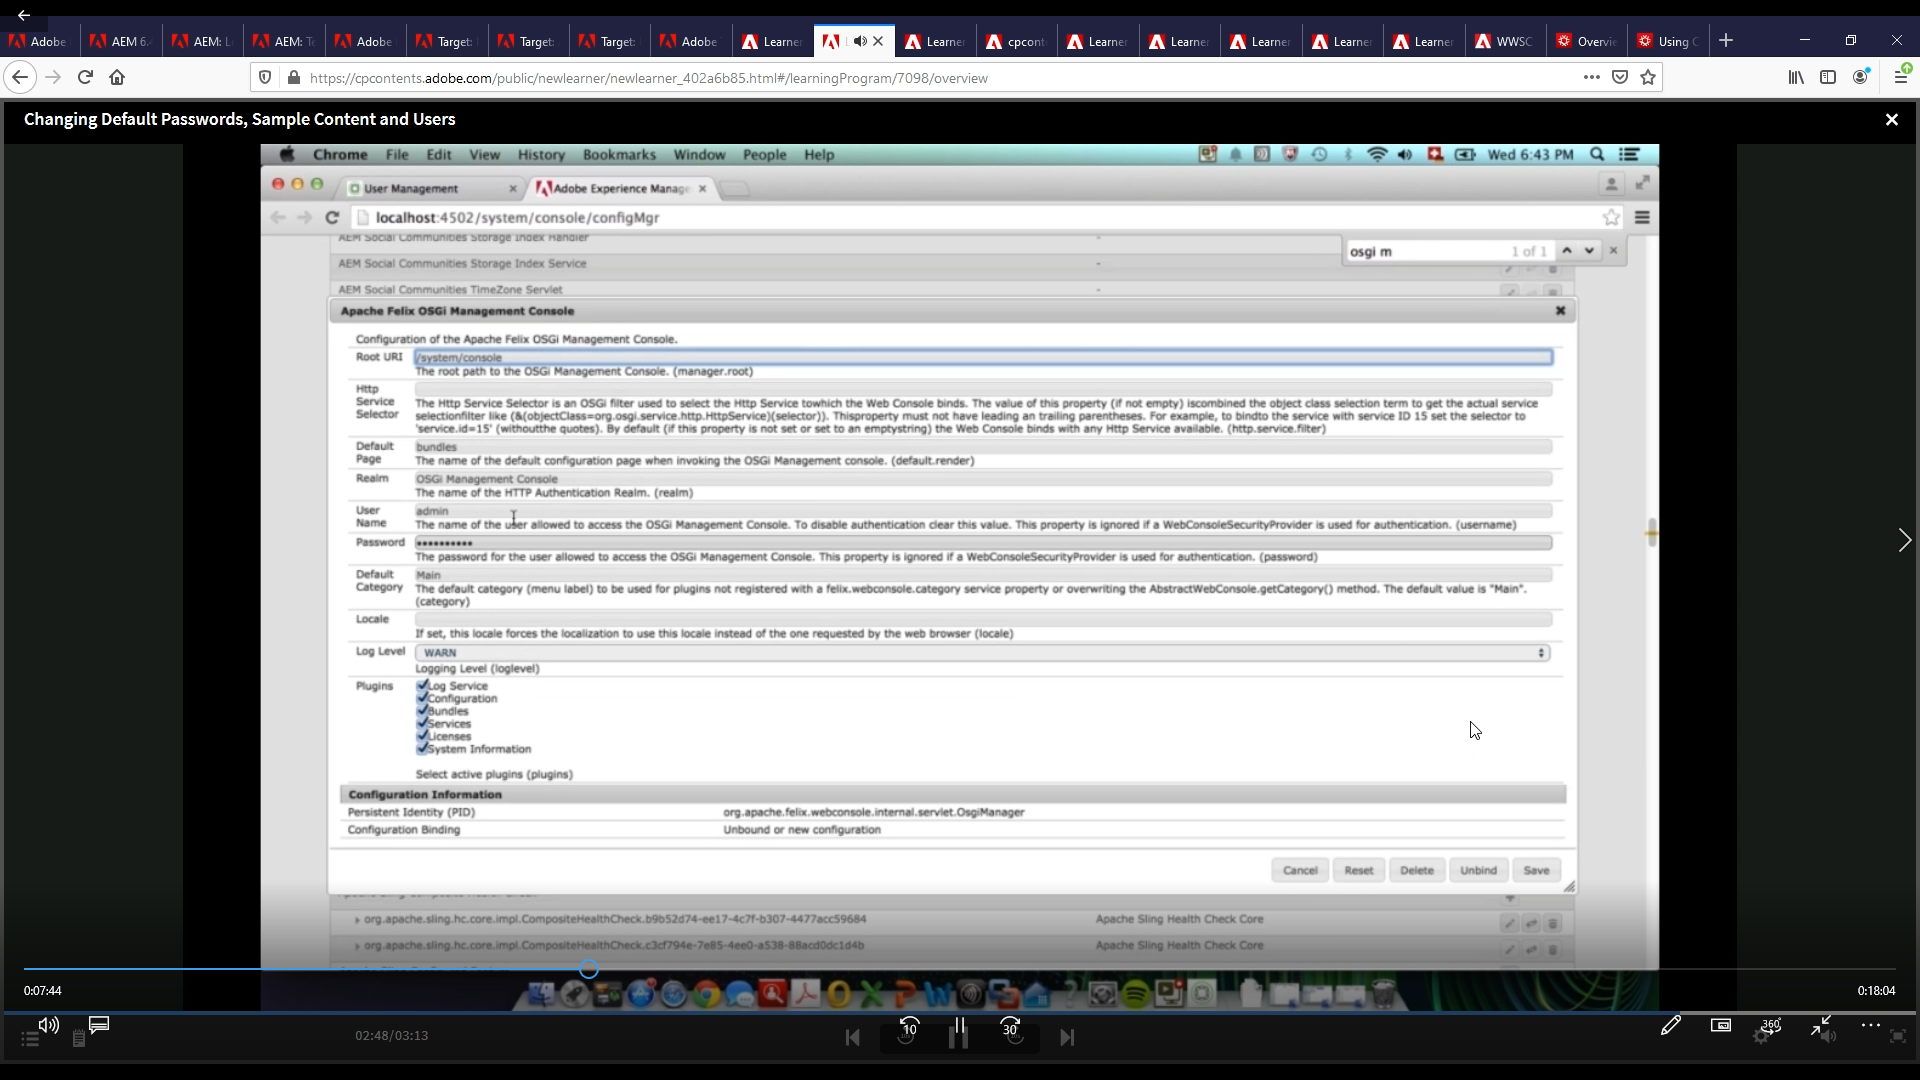 Adobe
AEM 6.
AEM: L
AEM: Te
Adobe
Target:
Target:
Target:
Adobe
Learner
Learner
cpcont
Learner
Learner
Learner
Learner
Learner
WWSC
Overvie
Using C
https://cpcontents.adobe.com/public/newlearner/newlearner_402a6b85.html#/learningProgram/7098/overview
Changing Default Passwords, Sample Content and Users
Chrome File Edit View History Bookmarks Window People Help
Wed 6:43 PM
User Management
Adobe Experience Manage
localhost:4502/system/console/configMgr
osgi m
1 of 1
AEM Social Communities Storage Index Handler -
AEM Social Communities Storage Index Service -
AEM Social Communities TimeZone Servlet -
Apache Felix OSGi Management Console
Configuration of the Apache Felix OSGi Management Console.
Root URI /system/console
The root path to the OSGi Management Console. (manager.root)
Http Service Selector
The Http Service Selector is an OSGi filter used to select the Http Service towhich the Web Console binds. The value of this property (if not empty) iscombined the object class selection term to get the actual service
selectionfilter like (&(objectClass=org.osgi.service.http.HttpService)(selector)). Thisproperty must not have leading an trailing parentheses. For example, to bindto the service with service ID 15 set the selector to
'service.id=15' (withoutthe quotes). By default (if this property is not set or set to an emptystring) the Web Console binds with any Http Service available. (http.service.filter)
Default Page bundles
The name of the default configuration page when invoking the OSGi Management console. (default.render)
Realm OSGi Management Console
The name of the HTTP Authentication Realm. (realm)
User Name admin
The name of the user allowed to access the OSGi Management Console. To disable authentication clear this value. This property is ignored if a WebConsoleSecurityProvider is used for authentication. (username)
Password ••••••••••
The password for the user allowed to access the OSGi Management Console. This property is ignored if a WebConsoleSecurityProvider is used for authentication. (password)
Default Category Main
The default category (menu label) to be used for plugins not registered with a felix.webconsole.category service property or overwriting the AbstractWebConsole.getCategory() method. The default value is "Main".
(category)
Locale
If set, this locale forces the localization to use this locale instead of the one requested by the web browser (locale)
Log Level WARN
Logging Level (loglevel)
Plugins Log Service
Configuration
Bundles
Services
Licenses
System Information
Select active plugins (plugins)
Configuration Information
Persistent Identity (PID) org.apache.felix.webconsole.internal.servlet.OsgiManager
Configuration Binding Unbound or new configuration
Cancel Reset Delete Unbind Save
org.apache.sling.hc.core.impl.CompositeHealthCheck.b9b52d74-ee17-4c7f-b307-4477acc59684 Apache Sling Health Check Core
org.apache.sling.hc.core.impl.CompositeHealthCheck.c3cf794e-7e85-4ee0-a538-88acd0dc1d4b Apache Sling Health Check Core
0:07:44
0:18:04
02:48/03:13
10
30
360